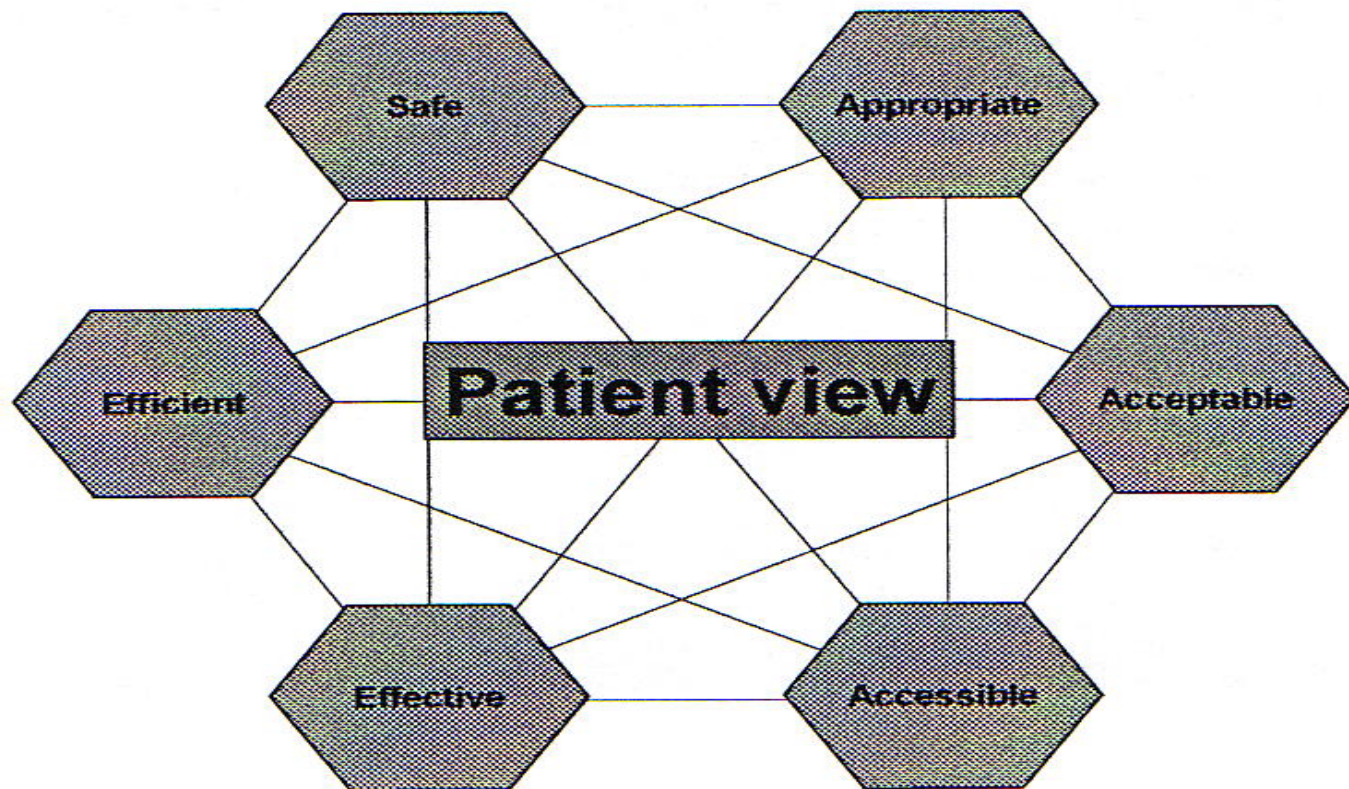 Safe
Appropriate
Efficient
Patient view
Acceptable
Effective
Accessible